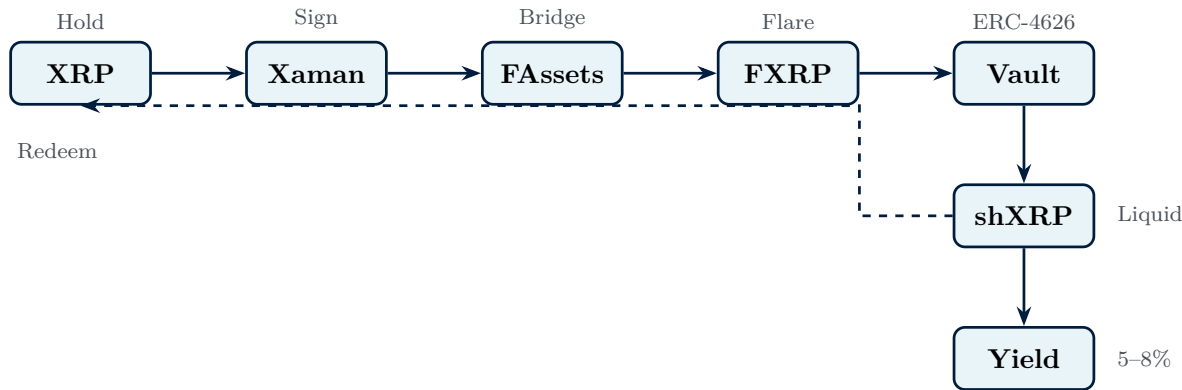 Hold Sign Bridge Flare ERC-4626
XRP Xaman FAssets FXRP Vault
Redeem
shXRP Liquid
Yield 5–8%